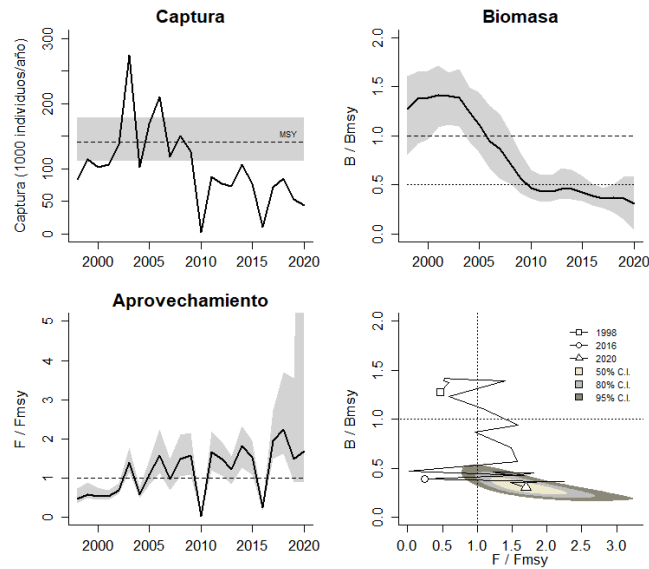 Captura
Captura (1000 individuos/año)
300
200
150
100
50
0
MSY
2000 2005 2010 2015 2020
Biomasa
B / Bmsy
2.0
1.5
1.0
0.5
0.0
2000 2005 2010 2015 2020
Aprovechamiento
F / Fmsy
5
4
3
2
1
0
2000 2005 2010 2015 2020
B / Bmsy
2.0
1.5
1.0
0.5
0.0
1998
2016
2020
50% C.I.
80% C.I.
95% C.I.
0.0 0.5 1.0 1.5 2.0 2.5 3.0
F / Fmsy